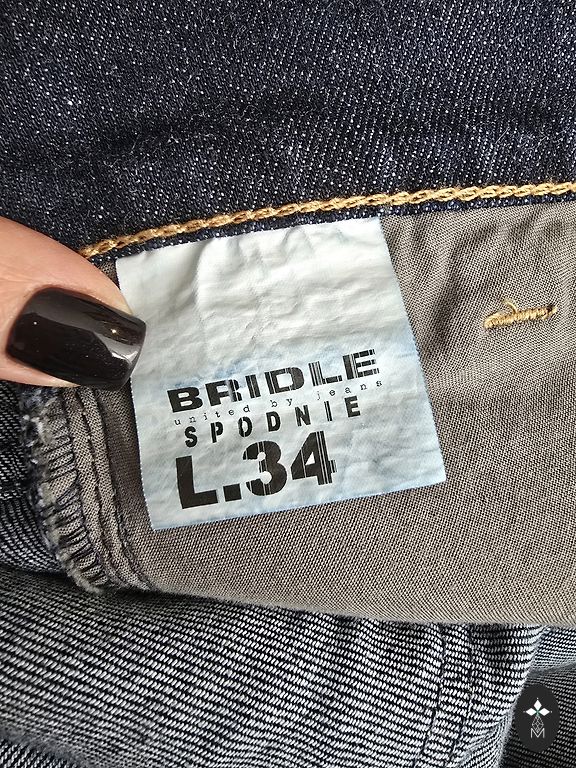 BRIDLE
united by jeans
SPODNIE
L.34
M